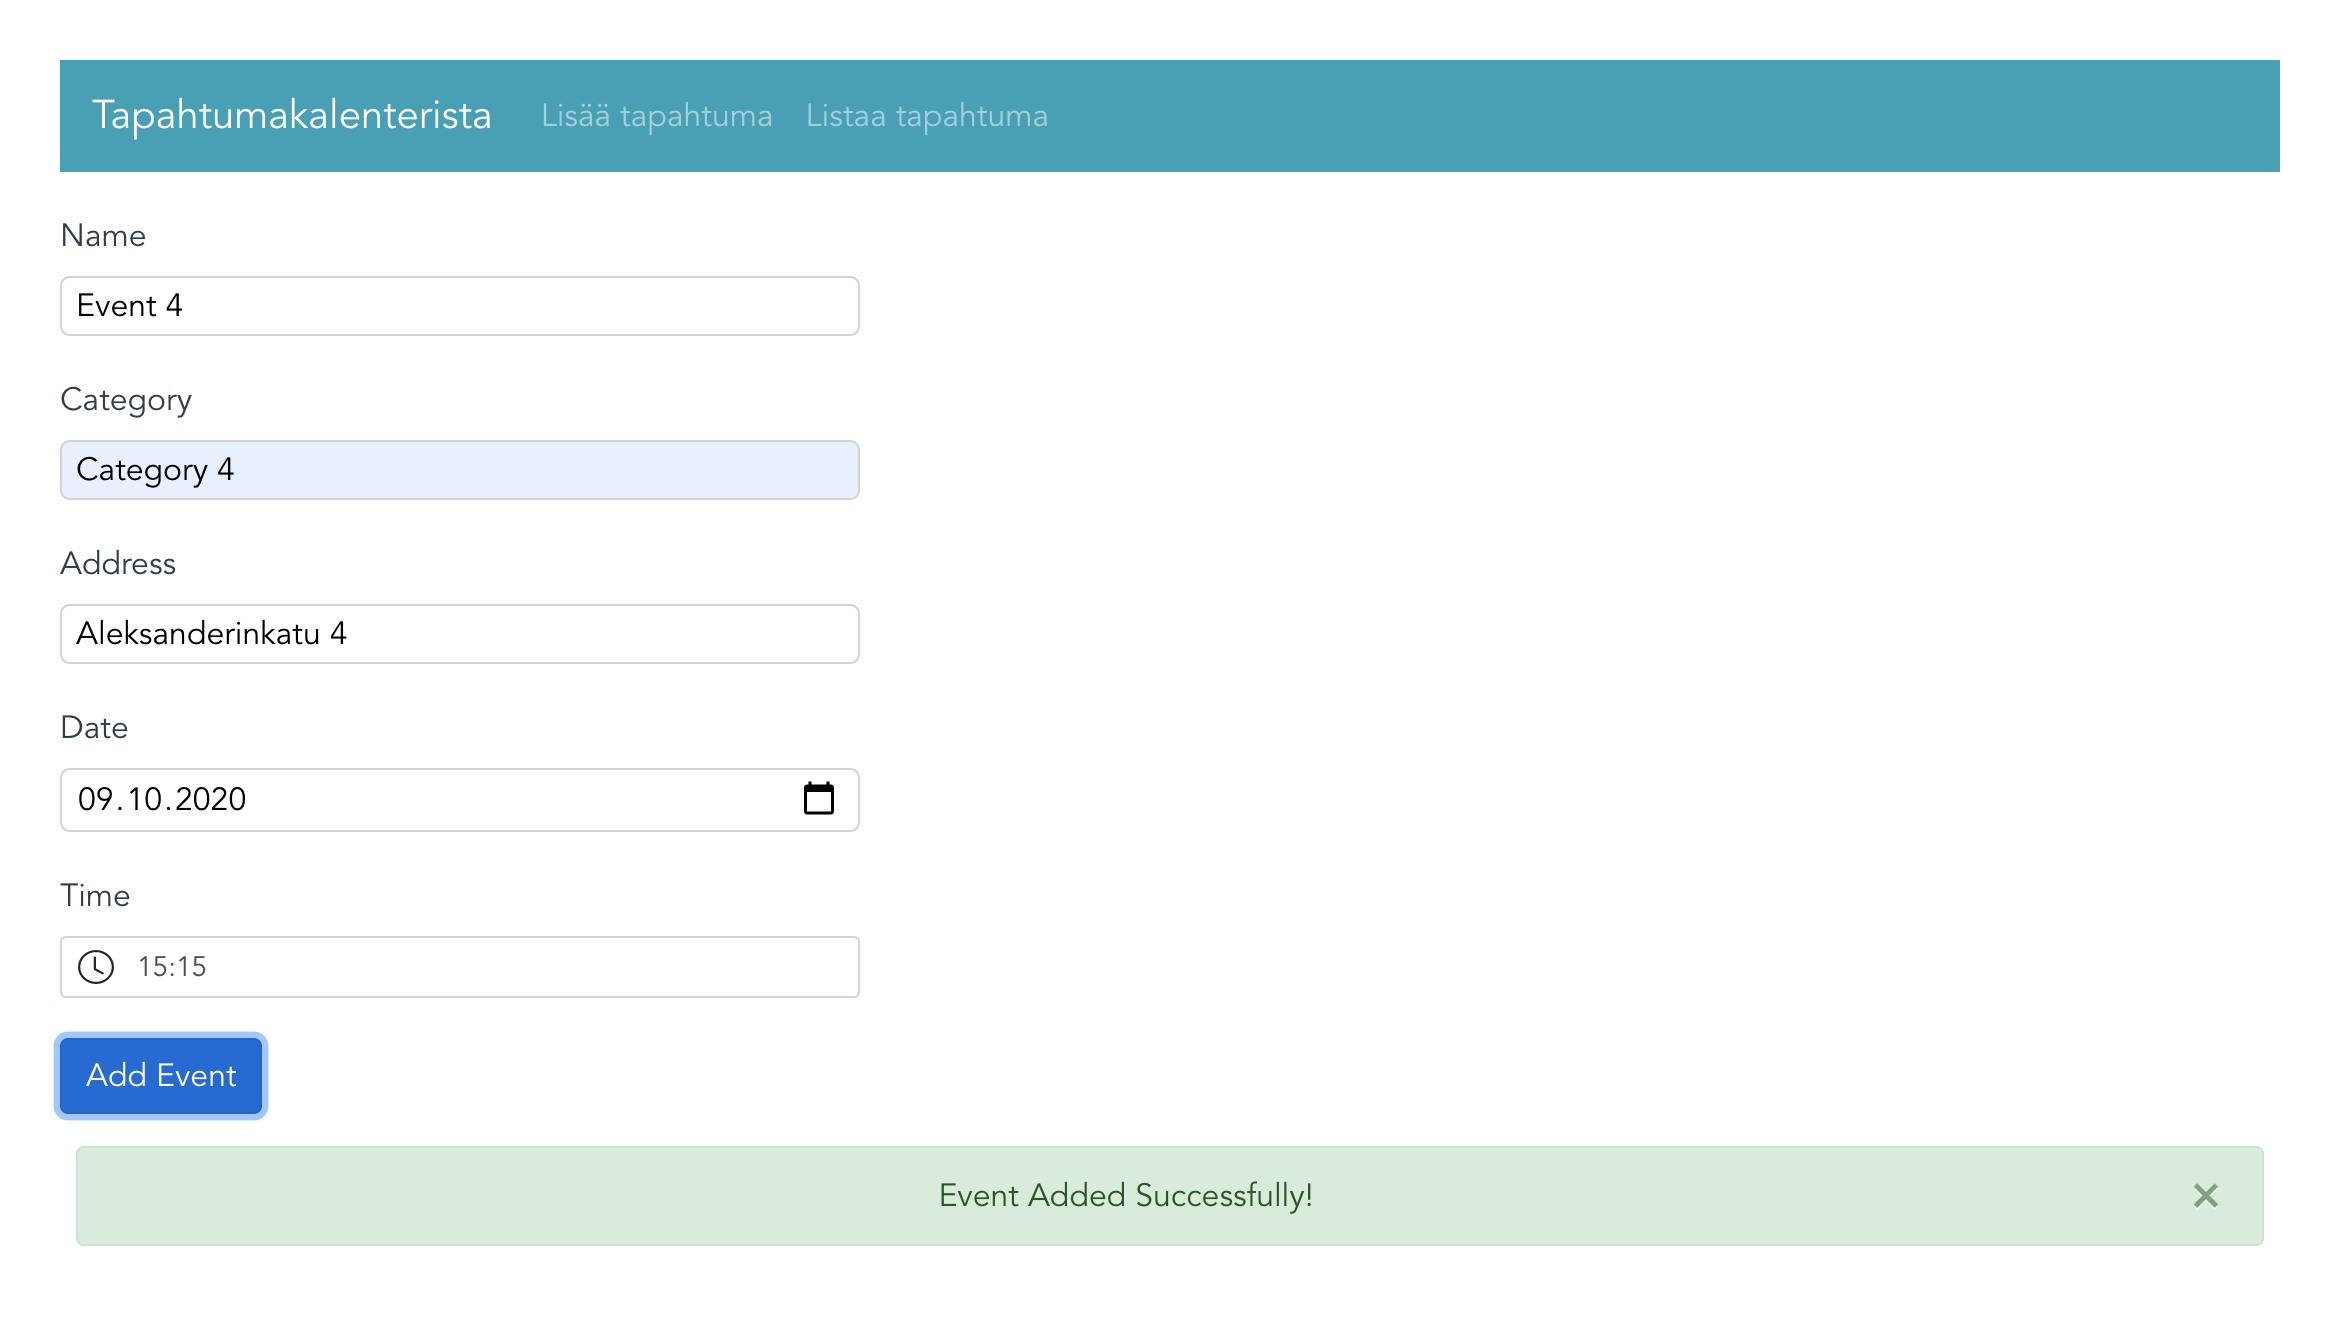 Tapahtumakalenterista Lisää tapahtuma Listaa tapahtuma
Name
Event 4
Category
Category 4
Address
Aleksanderinkatu 4
Date
09.10.2020
Time
15:15
Add Event
Event Added Successfully! ×